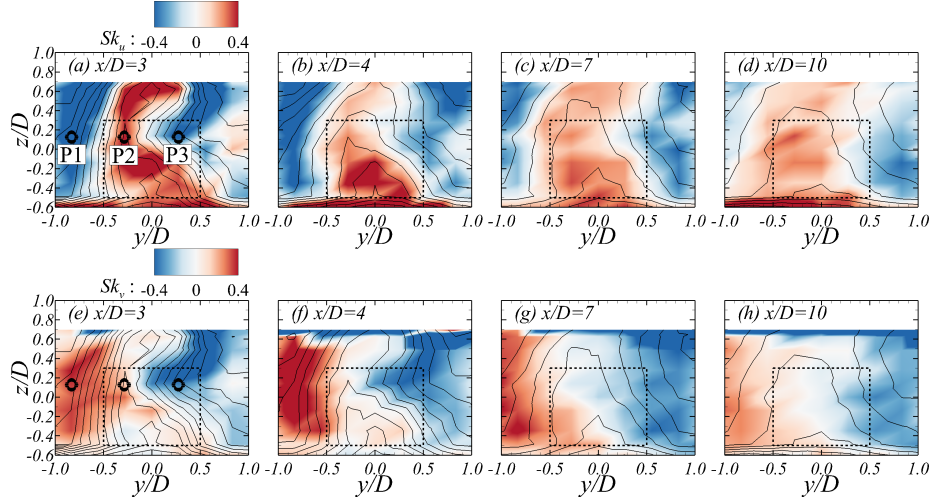 Sk_u :
-0.4 0 0.4
(a) x/D=3
(b) x/D=4
(c) x/D=7
(d) x/D=10
z/D
1.0
0.8
0.6
0.4
0.2
0.0
-0.2
-0.4
-0.6
P1 P2 P3
-1.0 -0.5 0.0 0.5 1.0
-1.0 -0.5 0.0 0.5 1.0
-1.0 -0.5 0.0 0.5 1.0
-1.0 -0.5 0.0 0.5 1.0
y/D y/D y/D y/D
Sk_v :
-0.4 0 0.4
(e) x/D=3
(f) x/D=4
(g) x/D=7
(h) x/D=10
z/D
1.0
0.8
0.6
0.4
0.2
0.0
-0.2
-0.4
-0.6
-1.0 -0.5 0.0 0.5 1.0
-1.0 -0.5 0.0 0.5 1.0
-1.0 -0.5 0.0 0.5 1.0
-1.0 -0.5 0.0 0.5 1.0
y/D y/D y/D y/D